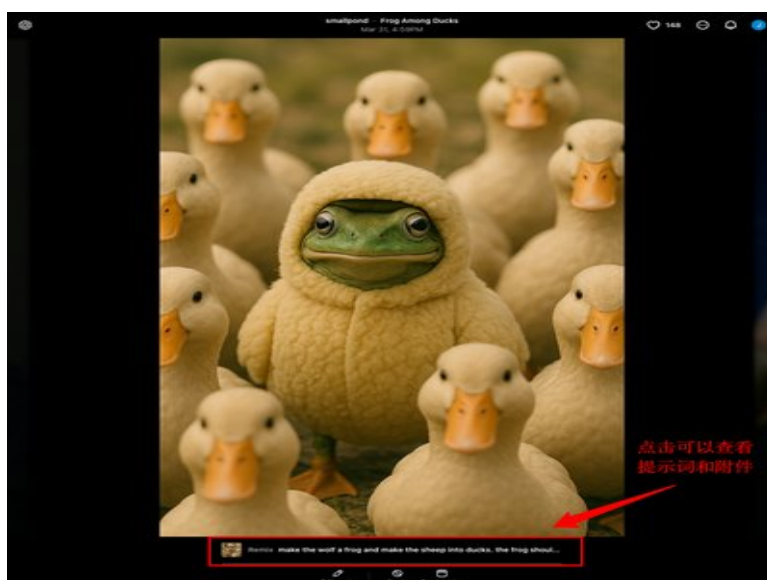 smallpond · Frog Among Ducks
Mar 31, 4:59PM
168
点击可以查看
提示词和附件
Remix make the wolf a frog and make the sheep into ducks. the frog shoul...